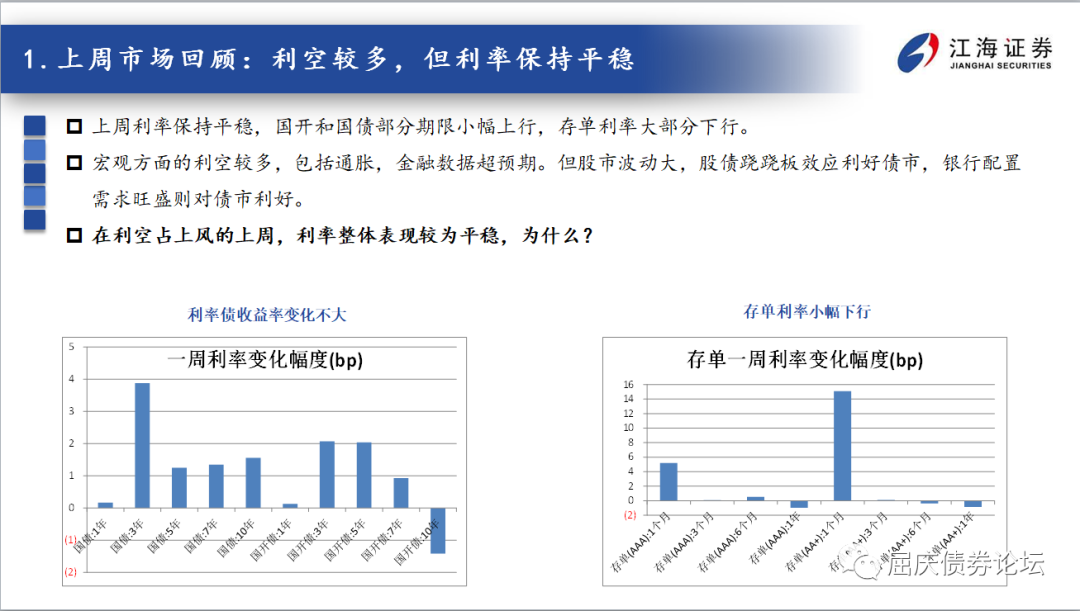 1.上周市场回顾：利空较多，但利率保持平稳
江海证券
JIANGHAI SECURITIES
上周利率保持平稳，国开和国债部分期限小幅上行，存单利率大部分下行。
宏观方面的利空较多，包括通胀，金融数据超预期。但股市波动大，股债跷跷板效应利好债市，银行配置
需求旺盛则对债市利好。
在利空占上风的上周，利率整体表现较为平稳，为什么？
利率债收益率变化不大
一周利率变化幅度(bp)
5
4
3
2
1
0
(1)
(2)
国债:1年
国债:3年
国债:5年
国债:7年
国债:10年
国开债:1年
国开债:3年
国开债:5年
国开债:7年
国开债:10年
存单利率小幅下行
存单一周利率变化幅度(bp)
16
14
12
10
8
6
4
2
0
(2)
存单(AAA):1个月
存单(AAA):3个月
存单(AAA):6个月
存单(AAA):1年
存单(AA+):1个月
(AA+):3个月
(AA+):6个月
(AA+):1年
屈庆债券论坛